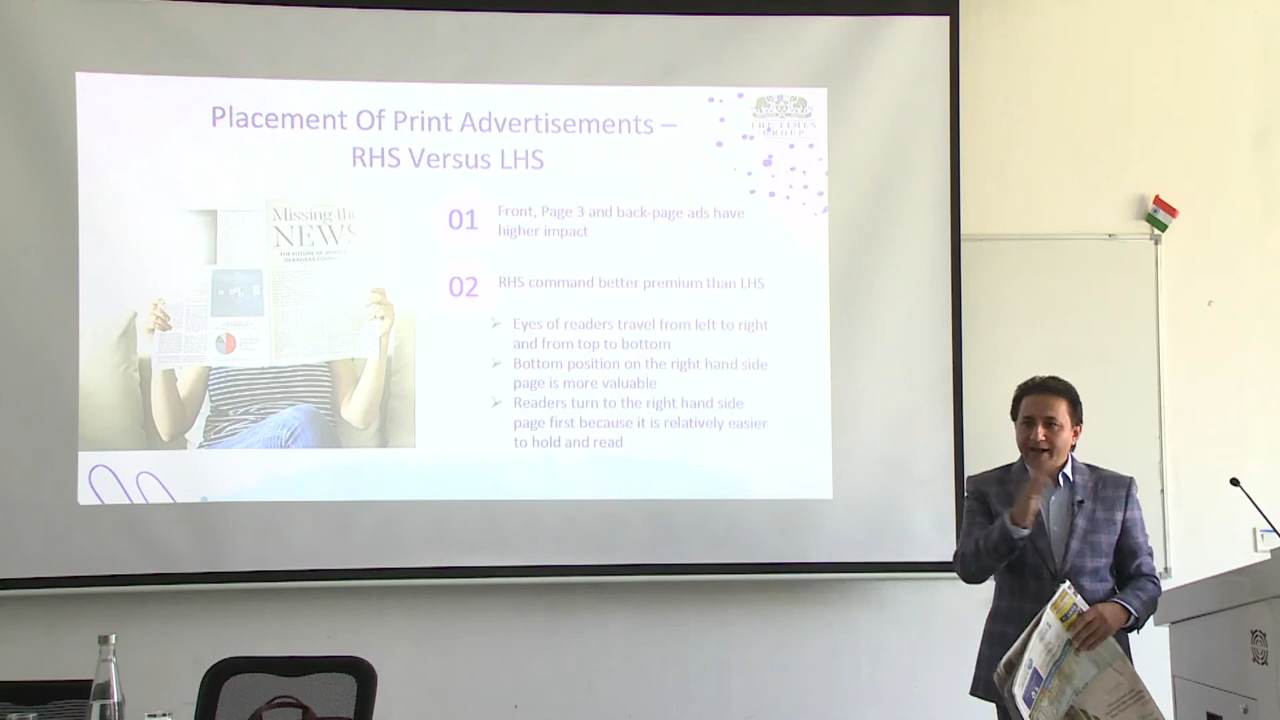 Placement Of Print Advertisements –
RHS Versus LHS
THE TIMES
GROUP
Missing the
NEWS
01
Front, Page 3 and back-page ads have
higher impact
02
RHS command better premium than LHS
➢ Eyes of readers travel from left to right
and from top to bottom
➢ Bottom position on the right hand side
page is more valuable
➢ Readers turn to the right hand side
page first because it is relatively easier
to hold and read